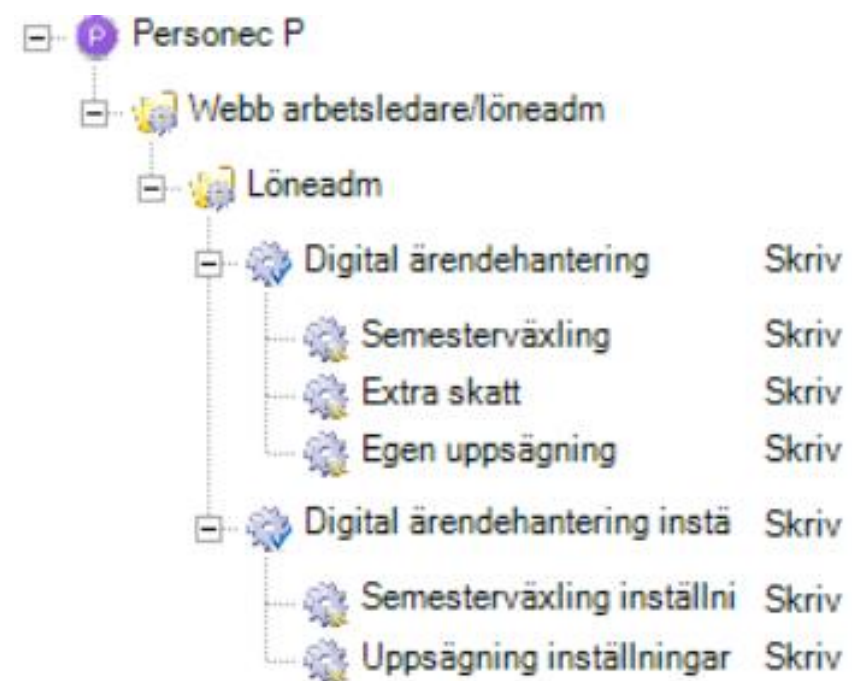 Personec P
Webb arbetsledare/löneadm
Löneadm
Digital ärendehantering Skriv
Semesterväxling Skriv
Extra skatt Skriv
Egen uppsägning Skriv
Digital ärendehantering instä Skriv
Semesterväxling inställni Skriv
Uppsägning inställningar Skriv